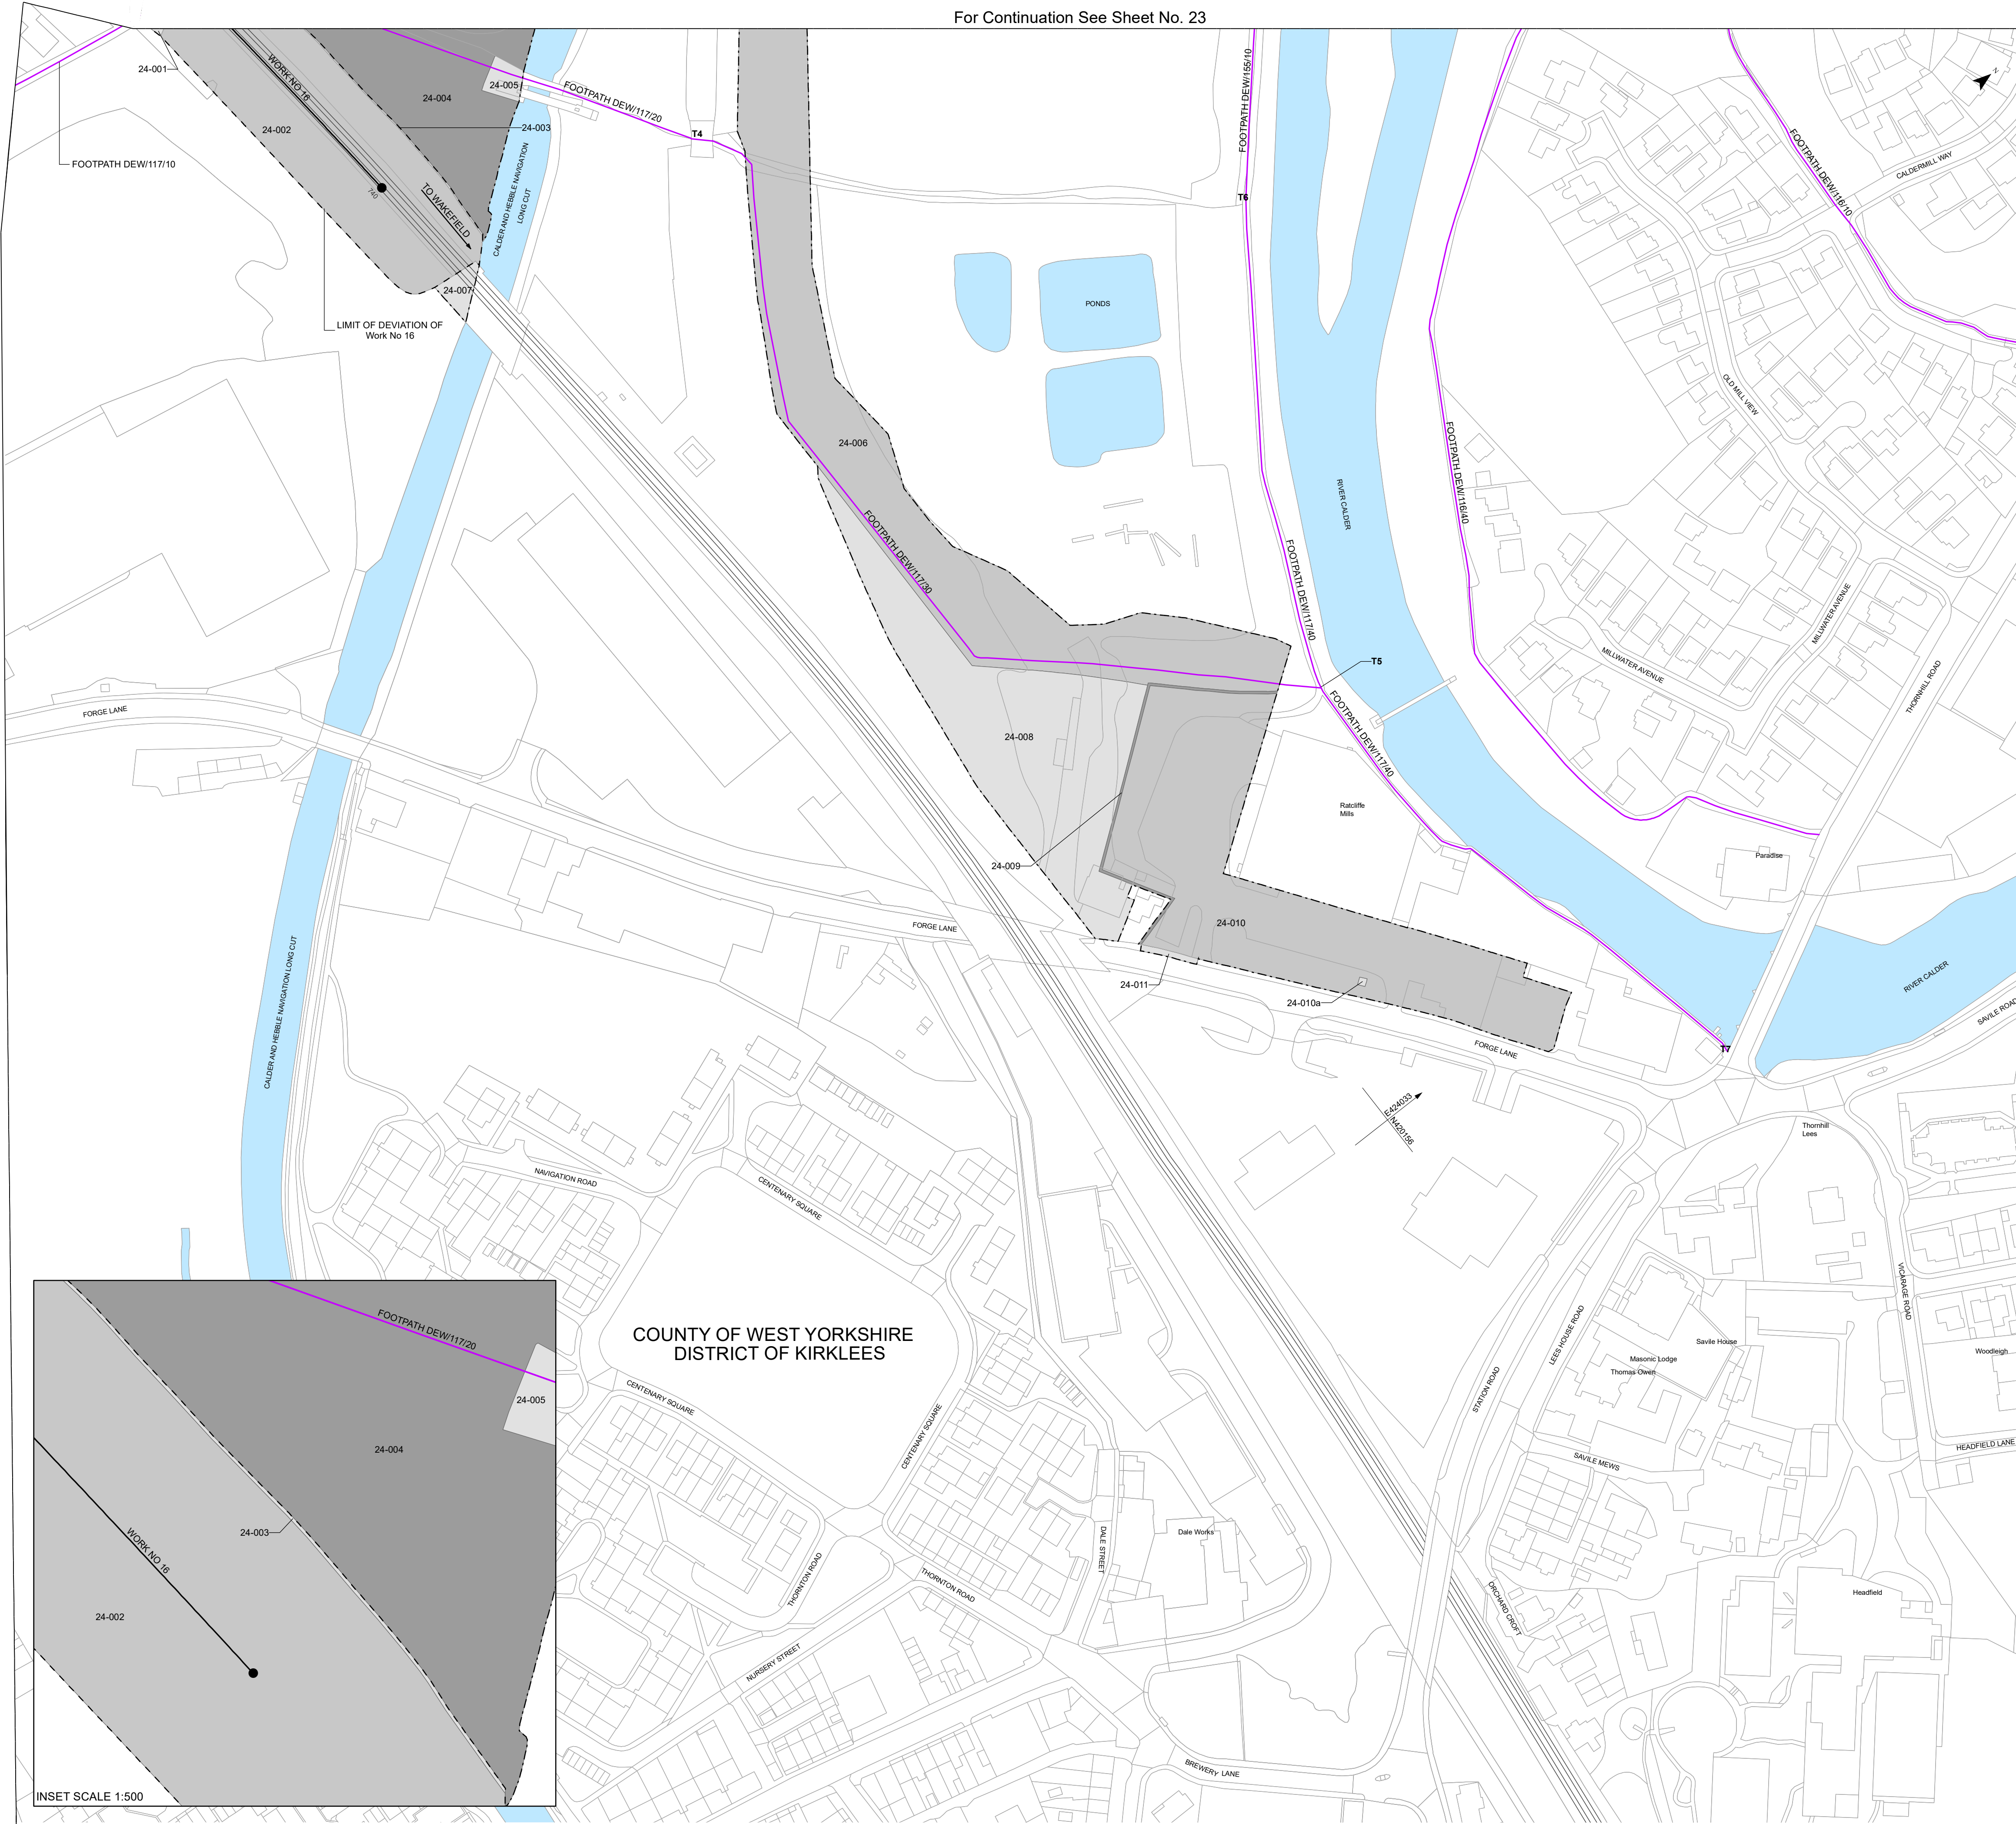 For Continuation See Sheet No. 23
N
24-001
WORK NO 16
24-004
24-005
FOOTPATH DEW/117/20
24-003
24-002
T4
FOOTPATH DEW/117/10
740
TO WAKEFIELD
CALDER AND HEBBLE NAVIGATION
LONG CUT
24-007
LIMIT OF DEVIATION OF
Work No 16
FOOTPATH DEW/155/10
T6
FOOTPATH DEW/116/10
CALDERMILL WAY
PONDS
OLD MILL VIEW
24-006
FOOTPATH DEW/116/40
RIVER CALDER
FOOTPATH DEW/117/30
FOOTPATH DEW/117/40
MILLWATER AVENUE
MILLWATER AVENUE
THORNHILL ROAD
T5
FOOTPATH DEW/117/40
FORGE LANE
24-008
Ratcliffe
Mills
Paradise
24-009
24-010
FORGE LANE
24-011
24-010a
RIVER CALDER
SAVILE ROAD
FORGE LANE
T7
CALDER AND HEBBLE NAVIGATION LONG CUT
E424033
N420156
Thornhill
Lees
NAVIGATION ROAD
CENTENARY SQUARE
VICARAGE ROAD
COUNTY OF WEST YORKSHIRE
DISTRICT OF KIRKLEES
LEES HOUSE ROAD
Savile House
Masonic Lodge
Thomas Owen
Woodleigh
STATION ROAD
CENTENARY SQUARE
CENTENARY SQUARE
HEADFIELD LANE
SAVILE MEWS
Dale Works
DALE STREET
THORNTON ROAD
THORNTON ROAD
ORCHARD CROFT
Headfield
NURSERY STREET
BREWERY LANE
FOOTPATH DEW/117/20
24-005
24-004
24-003
WORK NO 16
24-002
INSET SCALE 1:500